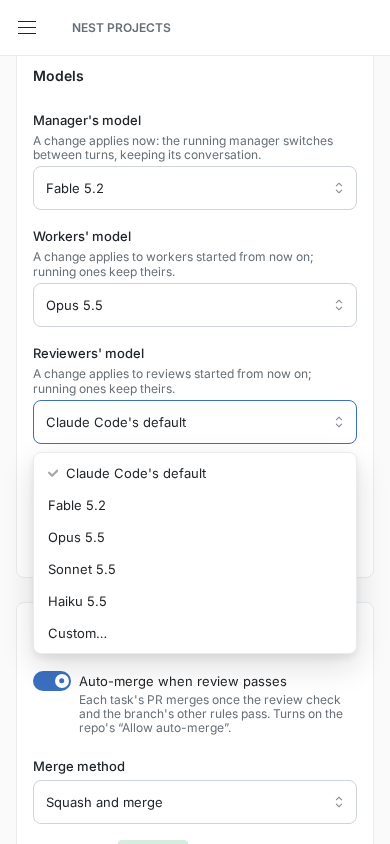 NEST PROJECTS
Models
Manager's model
A change applies now: the running manager switches
between turns, keeping its conversation.
Fable 5.2
Workers' model
A change applies to workers started from now on;
running ones keep theirs.
Opus 5.5
Reviewers' model
A change applies to reviews started from now on;
running ones keep theirs.
Claude Code's default
Claude Code's default
Fable 5.2
Opus 5.5
Sonnet 5.5
Haiku 5.5
Custom...
Auto-merge when review passes
Each task's PR merges once the review check
and the branch's other rules pass. Turns on the
repo's “Allow auto-merge”.
Merge method
Squash and merge